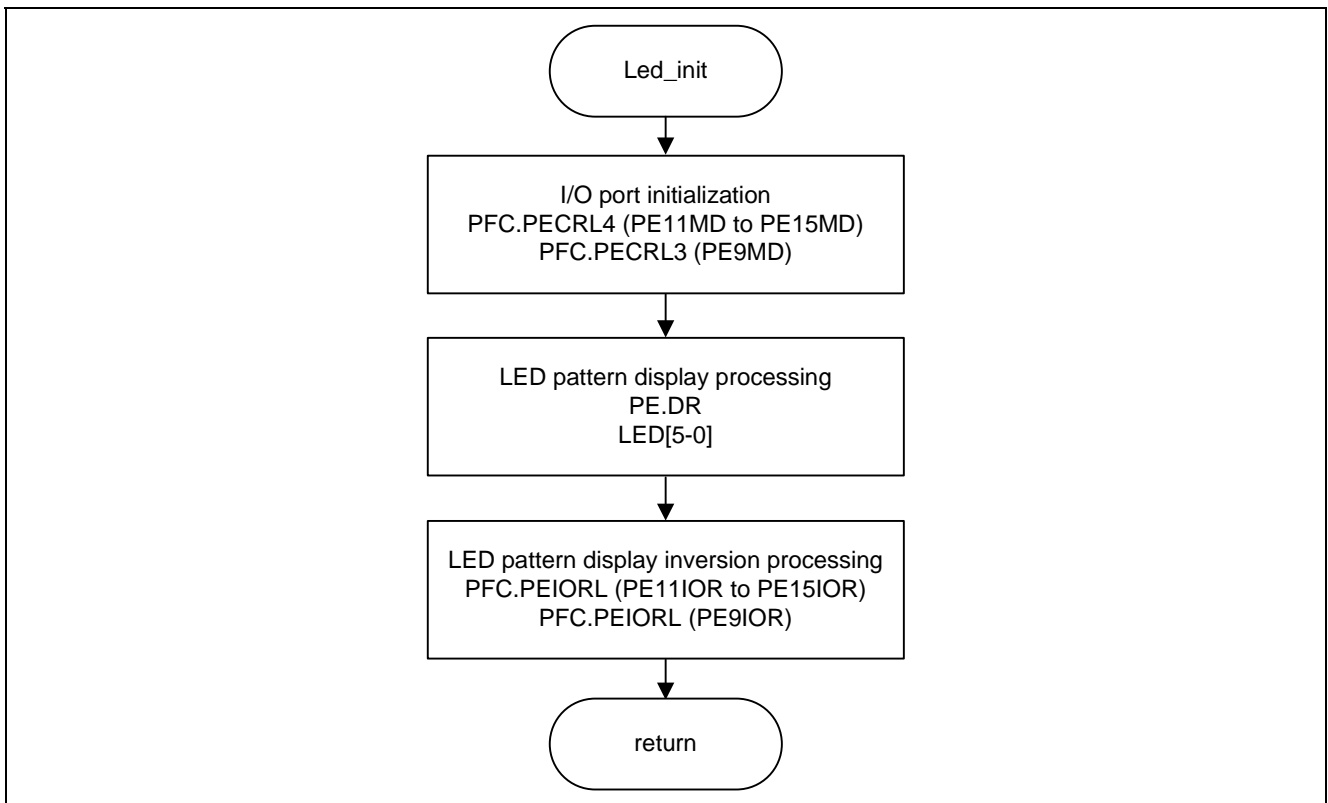 Led_init
I/O port initialization
PFC.PECRL4 (PE11MD to PE15MD)
PFC.PECRL3 (PE9MD)
LED pattern display processing
PE.DR
LED[5-0]
LED pattern display inversion processing
PFC.PEIORL (PE11IOR to PE15IOR)
PFC.PEIORL (PE9IOR)
return